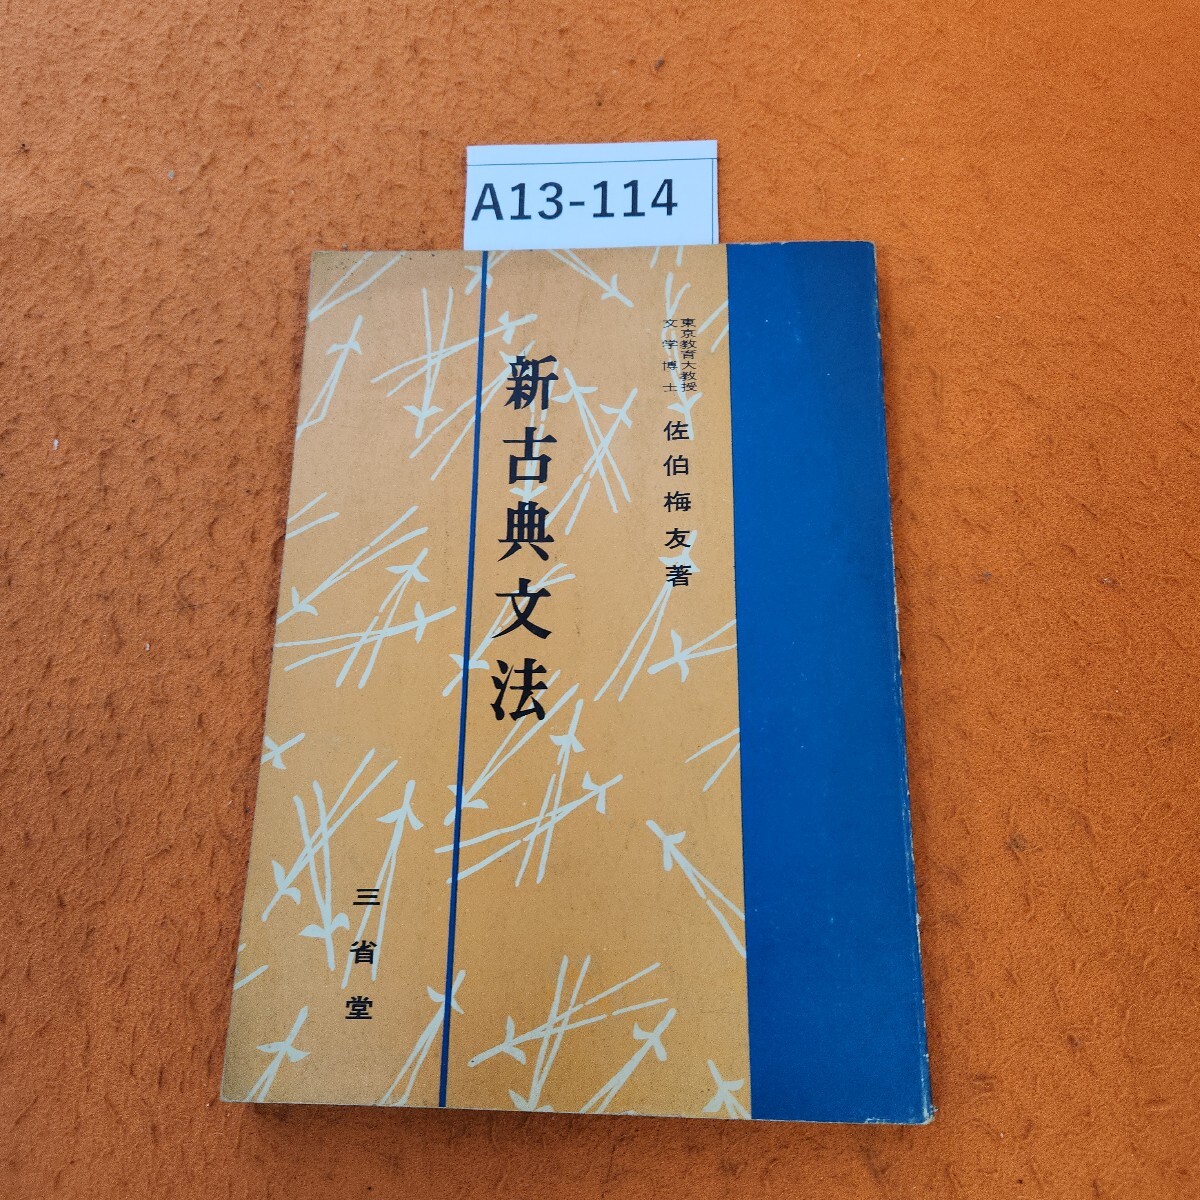 A13-114
東京教育大教授
文学博士
佐伯梅友著
新古典文法
三省堂